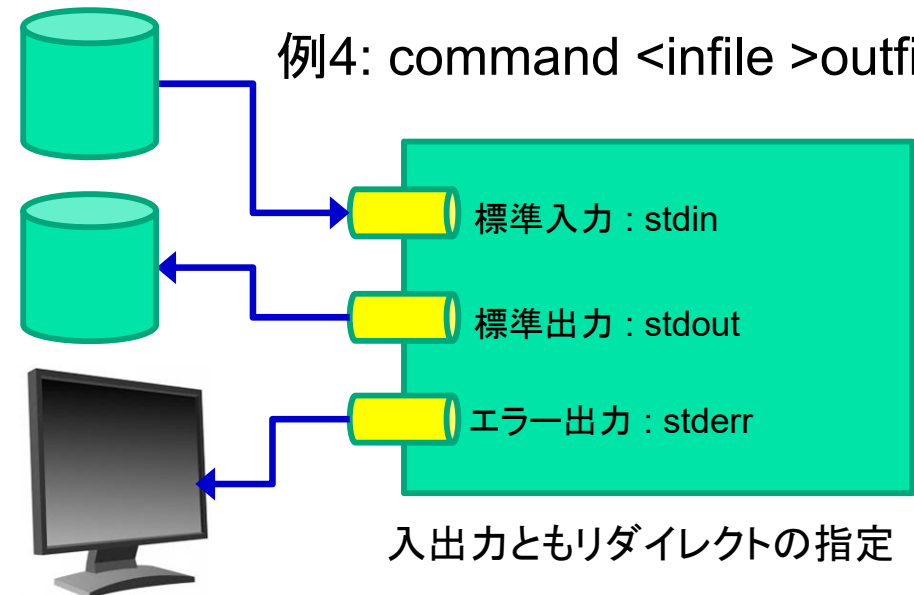 例4: command <infile >outfi
標準入力 : stdin
標準出力 : stdout
エラー出力 : stderr
入出力ともリダイレクトの指定